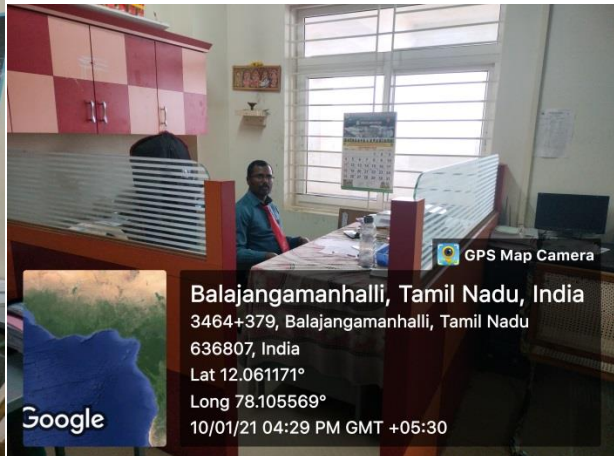 GPS Map Camera
Balajangamanhalli, Tamil Nadu, India
3464+379, Balajangamanhalli, Tamil Nadu
636807, India
Lat 12.061171°
Long 78.105569°
10/01/21 04:29 PM GMT +05:30
Google